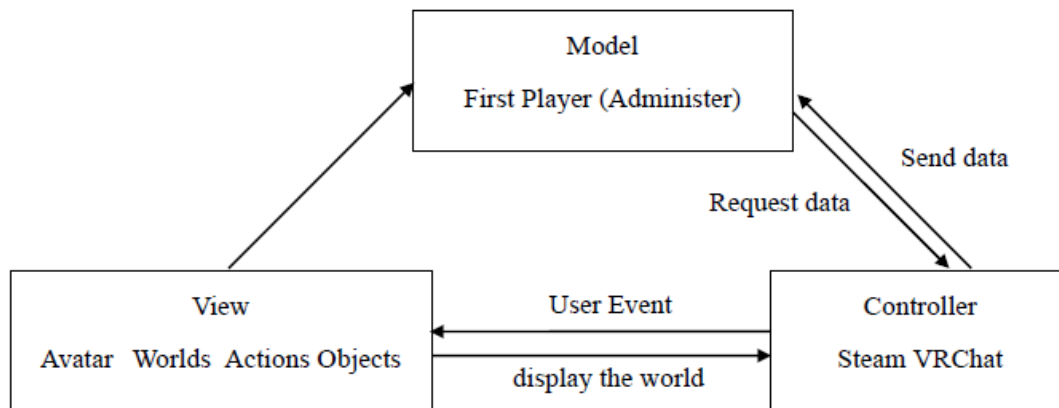 Model
First Player (Administer)
Send data
Request data
View
Avatar Worlds Actions Objects
User Event
display the world
Controller
Steam VRChat